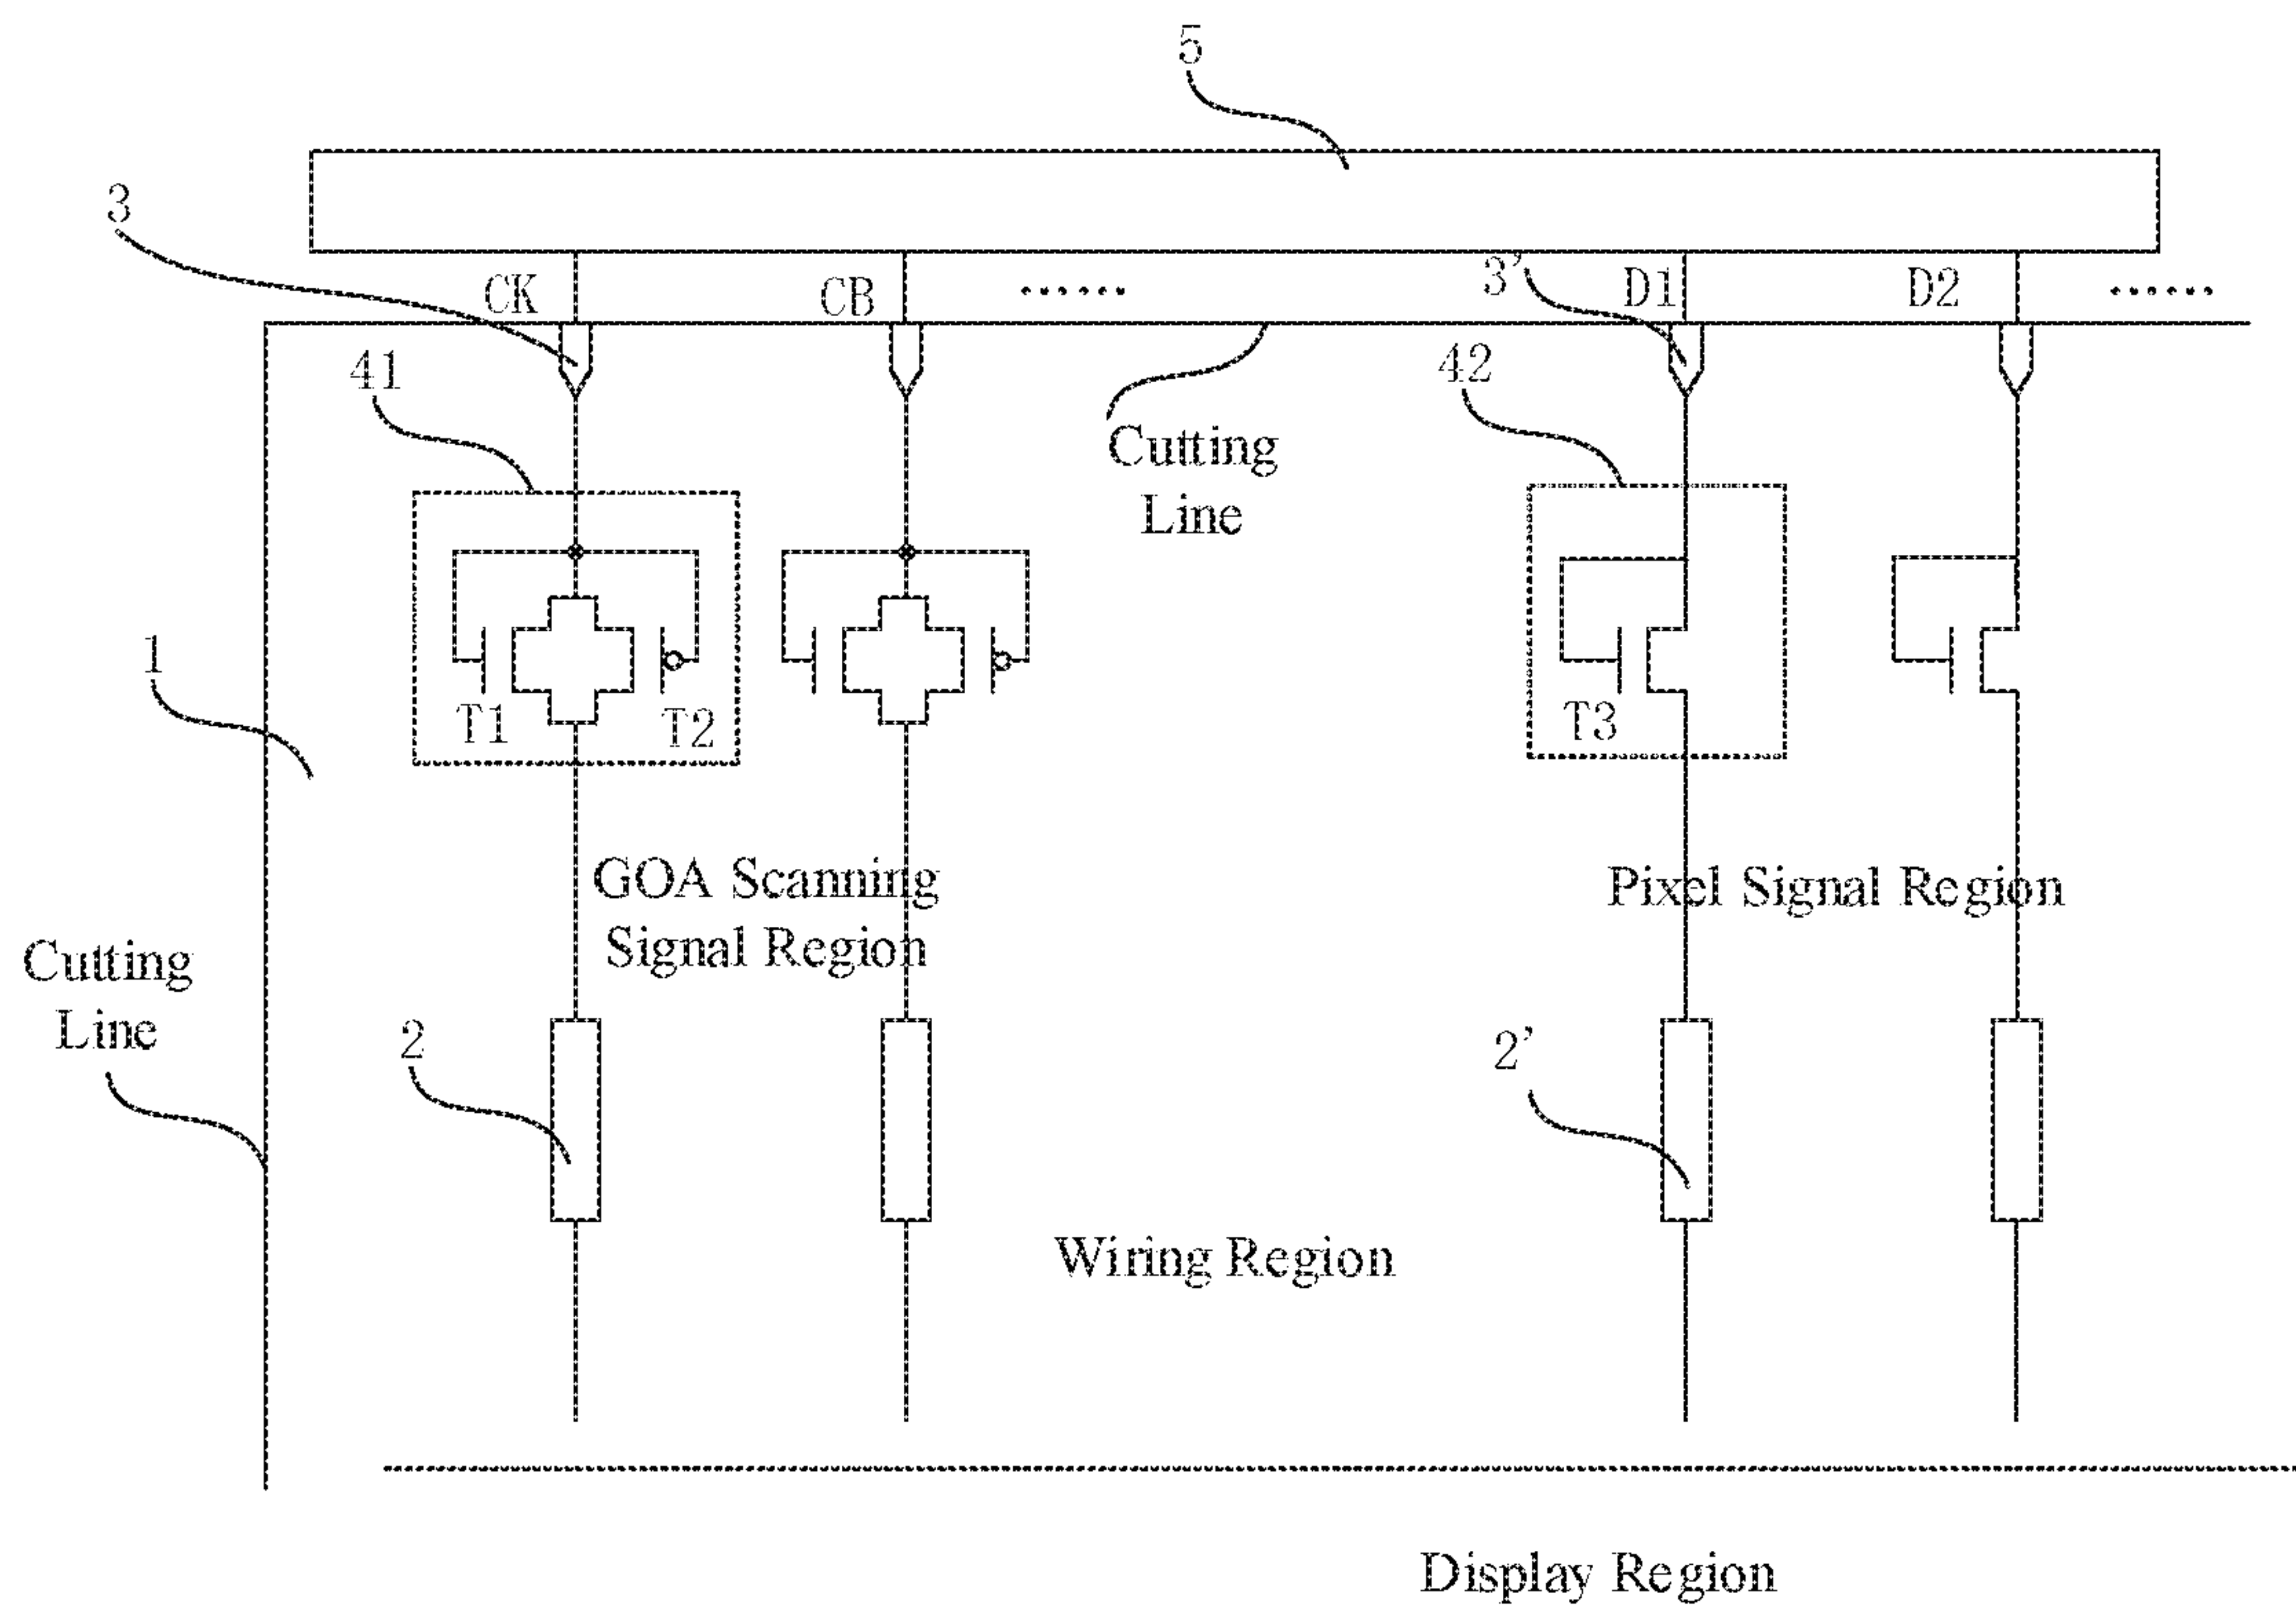 5
3
CK
CB
......
3'
D1
D2
......
41
42
Cutting
Line
1
T1
T2
T3
GOA Scanning
Signal Region
Pixel Signal Region
Cutting
Line
2
2'
Wiring Region
Display Region